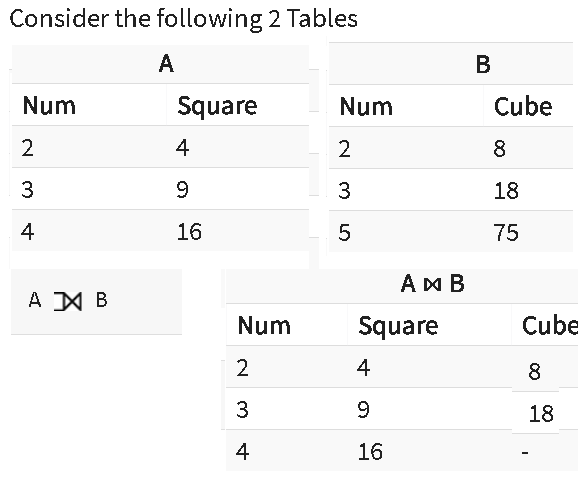 Consider the following 2 Tables
A
Num Square
2 4
3 9
4 16
B
Num Cube
2 8
3 18
5 75
A ⟕ B
A ⋈ B
Num Square Cube
2 4 8
3 9 18
4 16 -